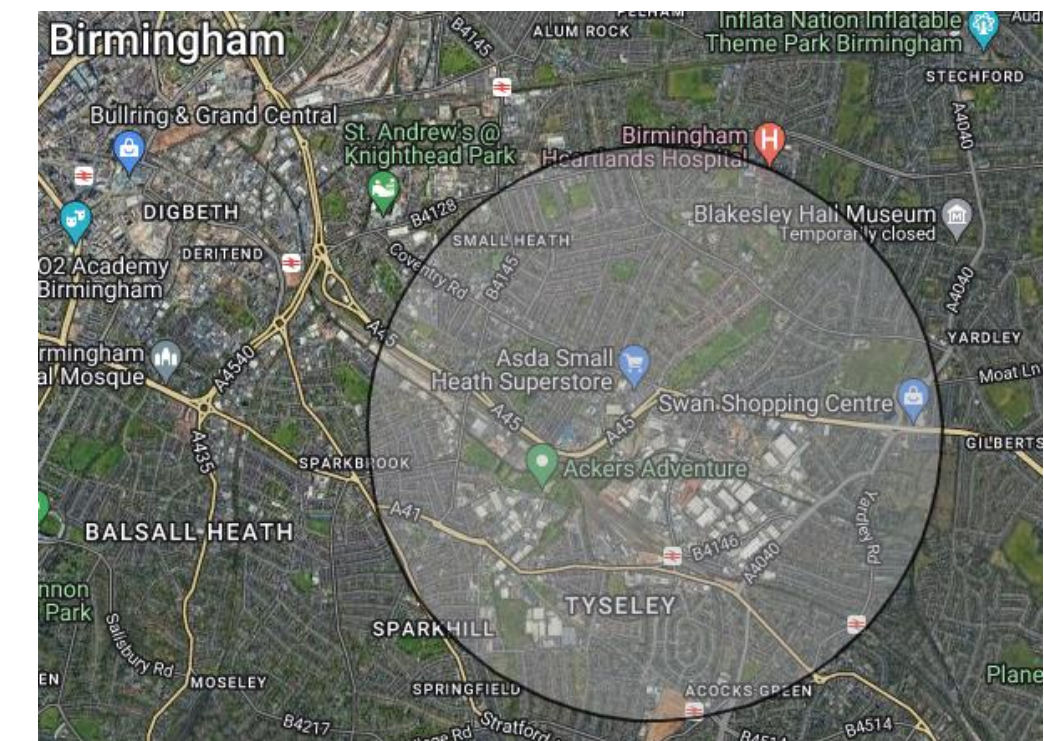 B4145
PELHAM
ALUM ROCK
Inflata Nation Inflatable
Theme Park Birmingham
Birmingham
STECHFORD
A4040
Bullring & Grand Central
St. Andrew's @
Knighthead Park
Birmingham
Heartlands Hospital
H
DIGBETH
B4128
Blakesley Hall Museum
Temporarily closed
DERITEND
SMALL HEATH
Coventry Rd
B4145
A4040
O2 Academy
Birmingham
A45
YARDLEY
rmingham
al Mosque
A4540
Asda Small
Heath Superstore
Moat Ln
Swan Shopping Centre
A45
A45
A435
GILBERTS
SPARKBROOK
Ackers Adventure
A41
Yardley Rd
BALSALL HEATH
B4146
A4040
nnon
Park
TYSELEY
Salisbury Rd
SPARKHILL
EN
MOSELEY
SPRINGFIELD
ACOCKS GREEN
Plane
B4217
Stratford
B4514